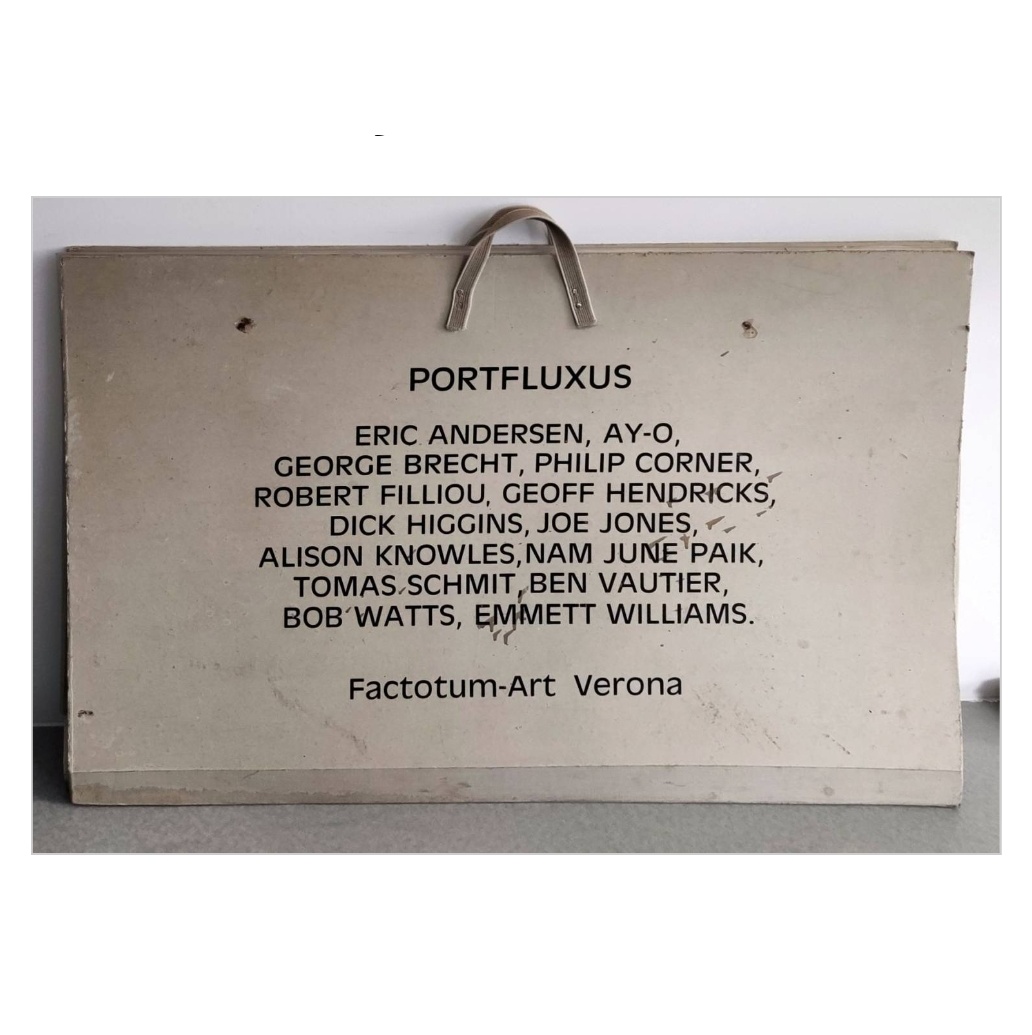 PORTFLUXUS
ERIC ANDERSEN, AY-O,
GEORGE BRECHT, PHILIP CORNER,
ROBERT FILLIOU, GEOFF HENDRICKS,
DICK HIGGINS, JOE JONES,
ALISON KNOWLES, NAM JUNE PAIK,
TOMAS SCHMIT, BEN VAUTIER,
BOB WATTS, EMMETT WILLIAMS.
Factotum-Art Verona